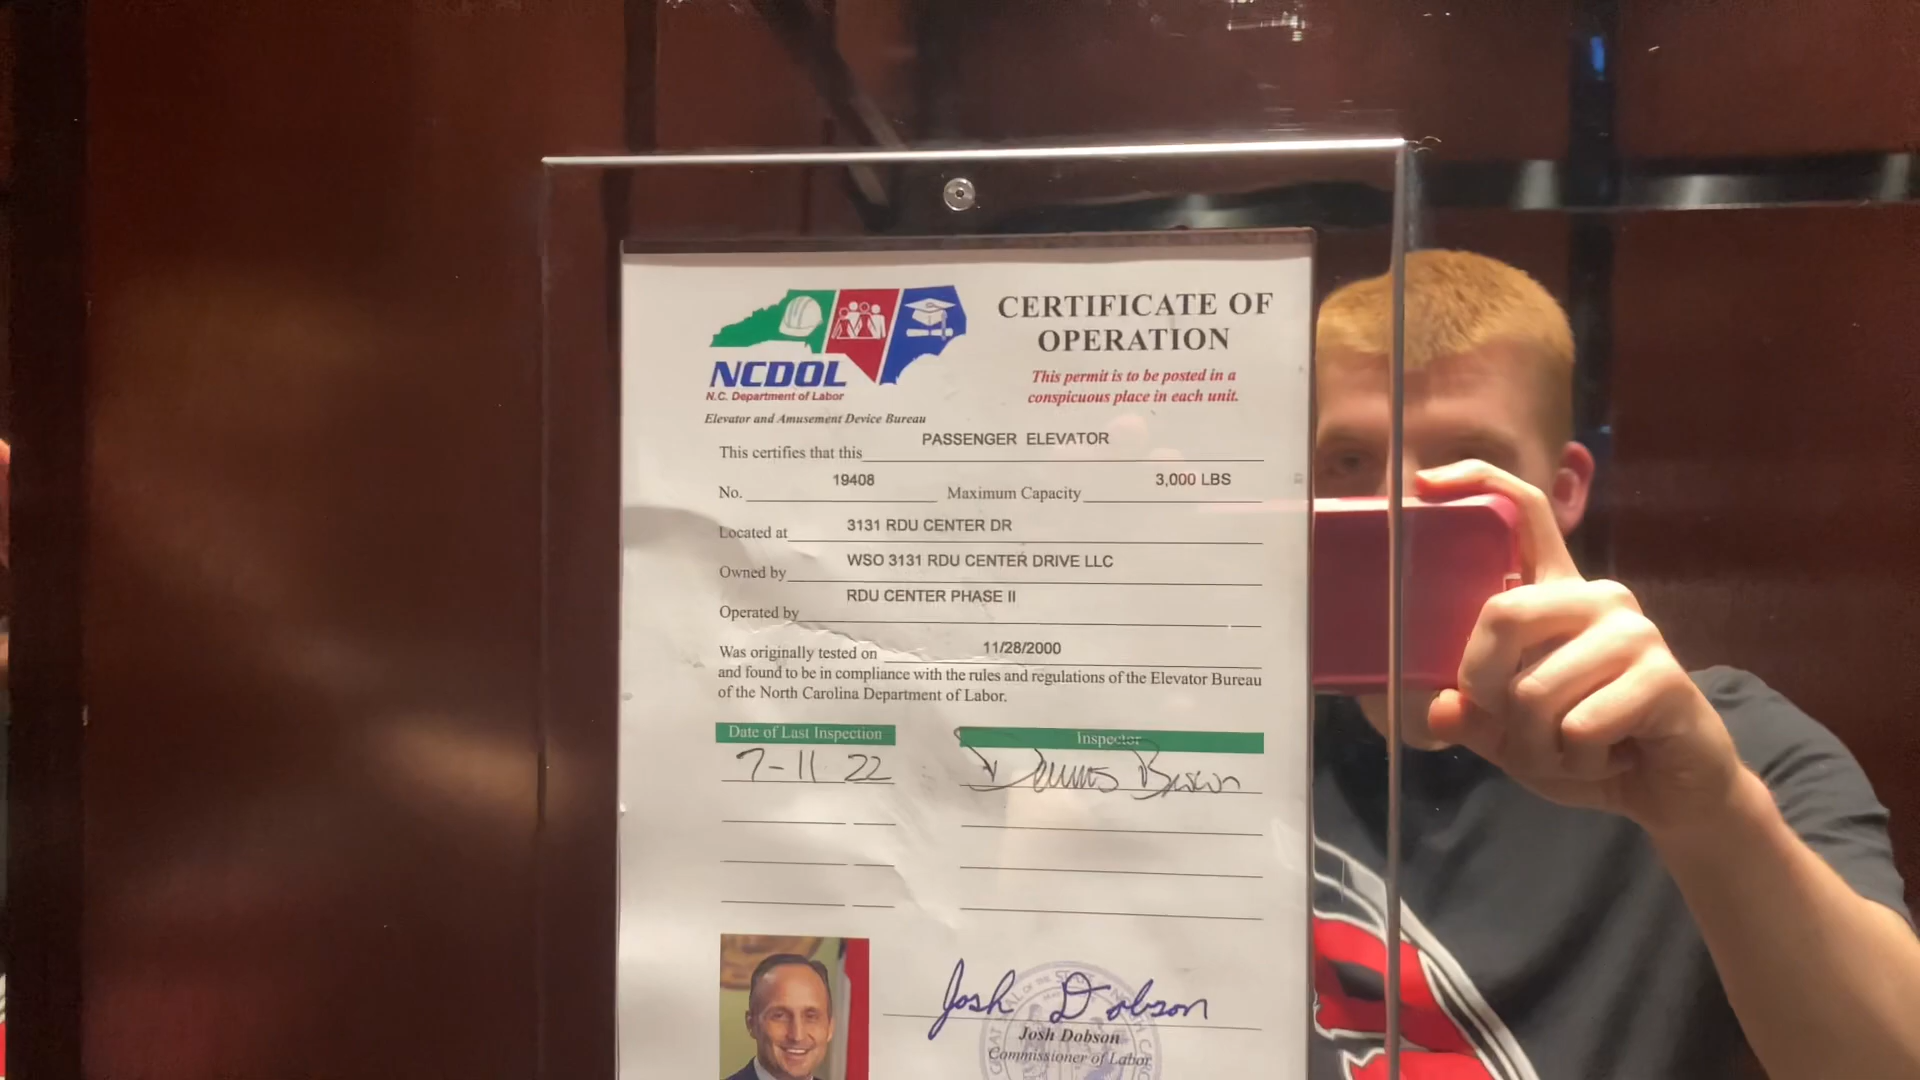 CERTIFICATE OF
OPERATION
This permit is to be posted in a
conspicuous place in each unit.
NCDOL
N.C. Department of Labor
Elevator and Amusement Device Bureau
This certifies that this PASSENGER ELEVATOR
No. 19408 Maximum Capacity 3,000 LBS
Located at 3131 RDU CENTER DR
Owned by WSO 3131 RDU CENTER DRIVE LLC
Operated by RDU CENTER PHASE II
Was originally tested on 11/28/2000
and found to be in compliance with the rules and regulations of the Elevator Bureau
of the North Carolina Department of Labor.
Date of Last Inspection Inspector
7-11 22 Dennis Brown
Josh Dobson
Josh Dobson
Commissioner of Labor